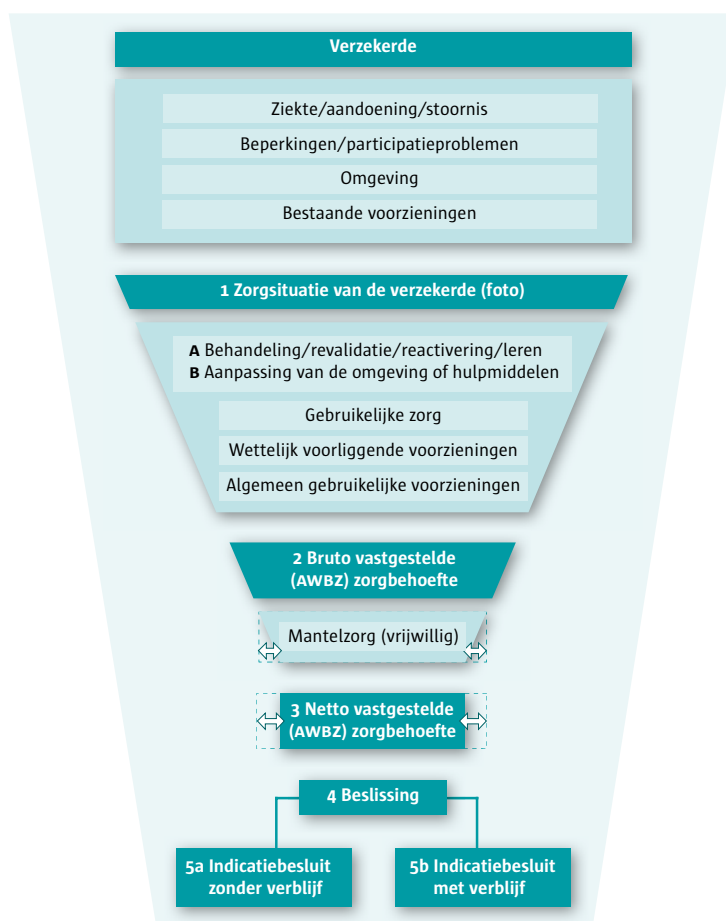 Verzekerde
Ziekte/aandoening/stoornis
Beperkingen/participatieproblemen
Omgeving
Bestaande voorzieningen
1 Zorgsituatie van de verzekerde (foto)
A Behandeling/revalidatie/reactivering/leren
B Aanpassing van de omgeving of hulpmiddelen
Gebruikelijke zorg
Wettelijk voorliggende voorzieningen
Algemeen gebruikelijke voorzieningen
2 Bruto vastgestelde
(AWBZ) zorgbehoefte
Mantelzorg (vrijwillig)
3 Netto vastgestelde
(AWBZ) zorgbehoefte
4 Beslissing
5a Indicatiebesluit
zonder verblijf
5b Indicatiebesluit
met verblijf